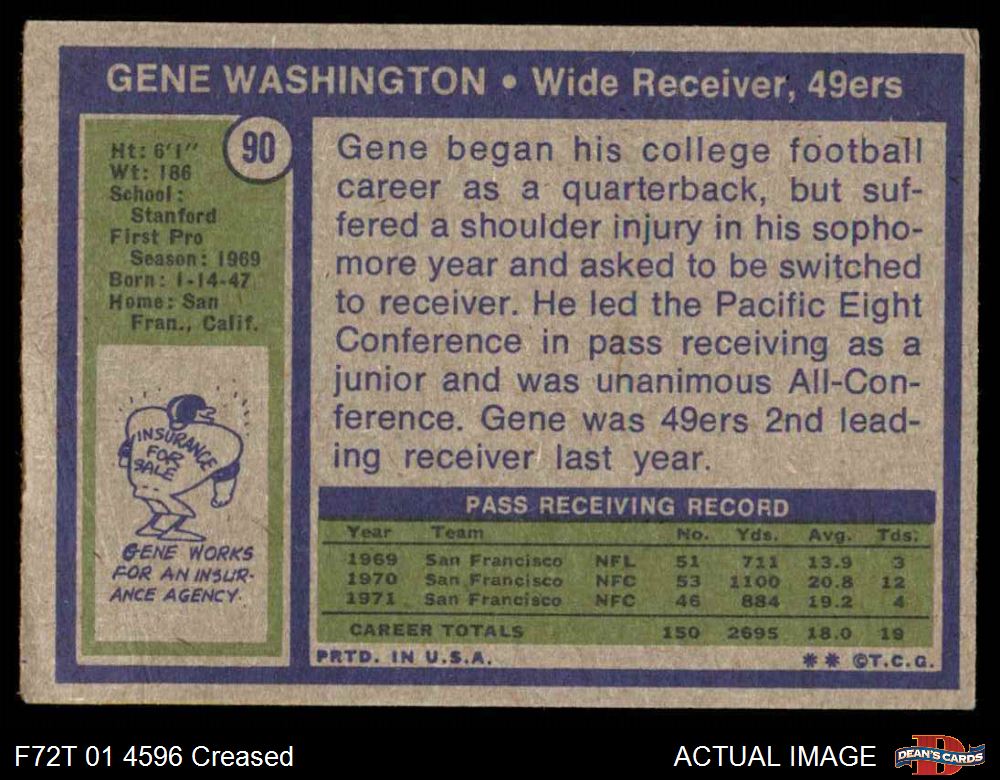 GENE WASHINGTON • Wide Receiver, 49ers
90
Ht: 6'1"
Wt: 186
School:
Stanford
First Pro
Season: 1969
Born: 1-14-47
Home: San
Fran., Calif.
INSURANCE
FOR
SALE
GENE WORKS
FOR AN INSUR-
ANCE AGENCY.
Gene began his college football
career as a quarterback, but suf-
fered a shoulder injury in his sopho-
more year and asked to be switched
to receiver. He led the Pacific Eight
Conference in pass receiving as a
junior and was unanimous All-Con-
ference. Gene was 49ers 2nd lead-
ing receiver last year.
PASS RECEIVING RECORD
Year Team No. Yds. Avg. Tds.
1969 San Francisco NFL 51 711 13.9 3
1970 San Francisco NFC 53 1100 20.8 12
1971 San Francisco NFC 46 884 19.2 4
CAREER TOTALS 150 2695 18.0 19
PRTD. IN U.S.A. ** ©T.C.G.
F72T 01 4596 Creased
ACTUAL IMAGE
D
DEAN'S CARDS